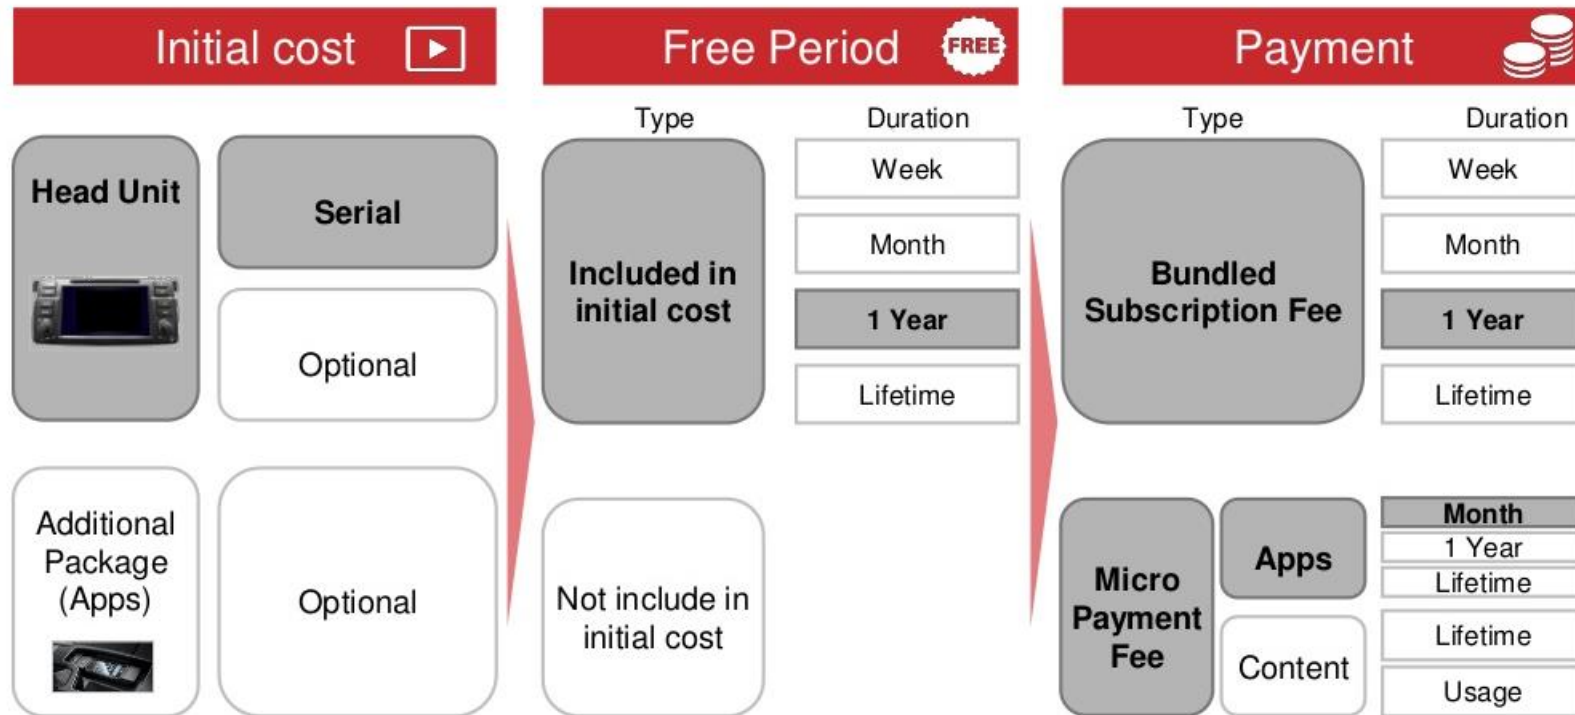 Initial cost
Free Period
FREE
Payment
Type
Duration
Type
Duration
Head Unit
Serial
Optional
Included in
initial cost
Week
Month
1 Year
Lifetime
Bundled
Subscription Fee
Week
Month
1 Year
Lifetime
Additional
Package
(Apps)
Optional
Not include in
initial cost
Micro
Payment
Fee
Apps
Month
1 Year
Lifetime
Content
Lifetime
Usage